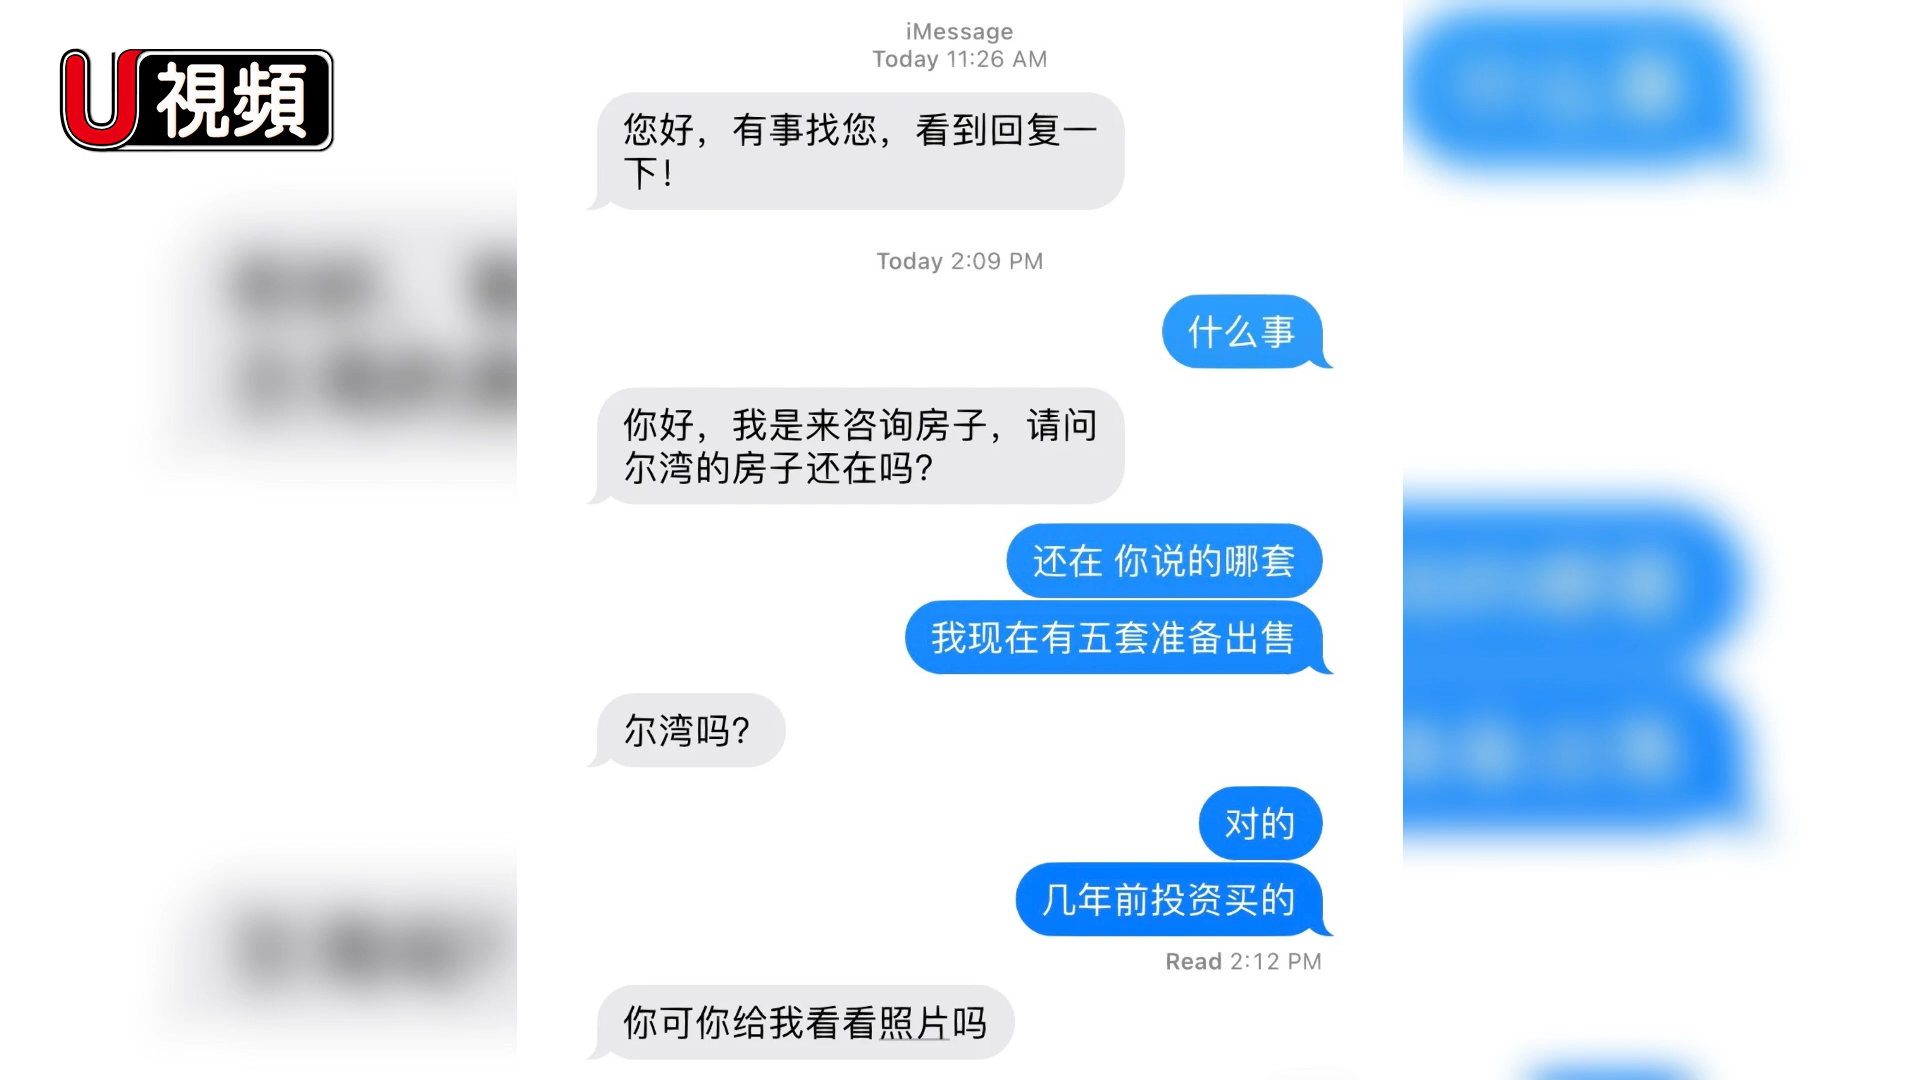 U視頻
iMessage
Today 11:26 AM
您好，有事找您，看到回复一
下！
Today 2:09 PM
什么事
你好，我是来咨询房子，请问
尔湾的房子还在吗？
还在 你说的哪套
我现在有五套准备出售
尔湾吗？
对的
几年前投资买的
Read 2:12 PM
你可你给我看看照片吗